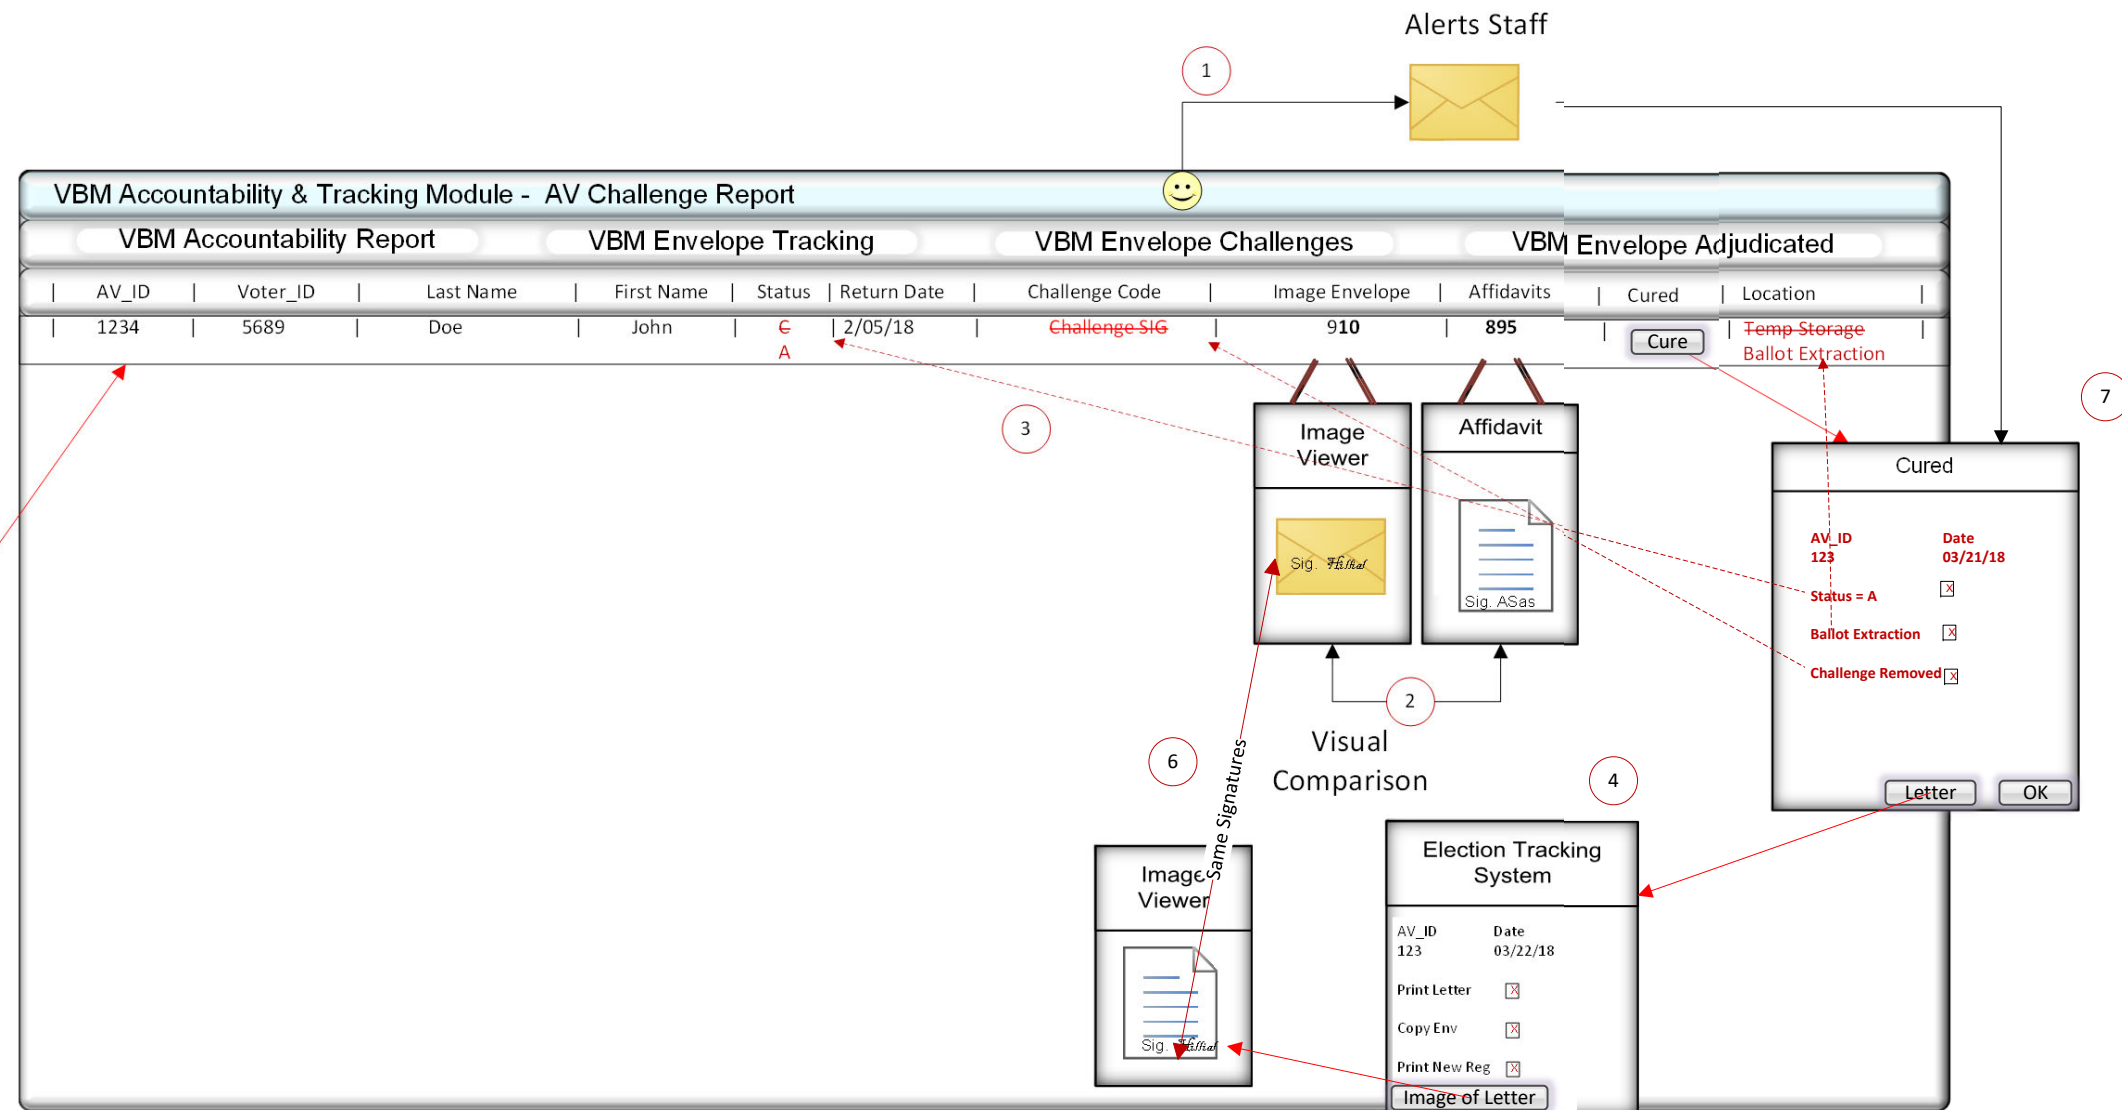 Alerts Staff
1
VBM Accountability & Tracking Module - AV Challenge Report
VBM Accountability Report VBM Envelope Tracking VBM Envelope Challenges VBM Envelope Adjudicated
| AV_ID | Voter_ID | Last Name | First Name | Status | Return Date | Challenge Code | Image Envelope | Affidavits | Cured | Location |
| 1234 | 5689 | Doe | John | C | 2/05/18 | Challenge SIG | 910 | 895 | Cure | Temp Storage |
A
Ballot Extraction
7
3
Image
Viewer
Sig.
Affidavit
Sig. ASas
2
Visual
Comparison
Cured
AV_ID Date
123 03/21/18
Status = A X
Ballot Extraction X
Challenge Removed X
Letter OK
6
Same Signatures
4
Image
Viewer
Sig.
Election Tracking
System
AV_ID Date
123 03/22/18
Print Letter X
Copy Env X
Print New Reg X
Image of Letter